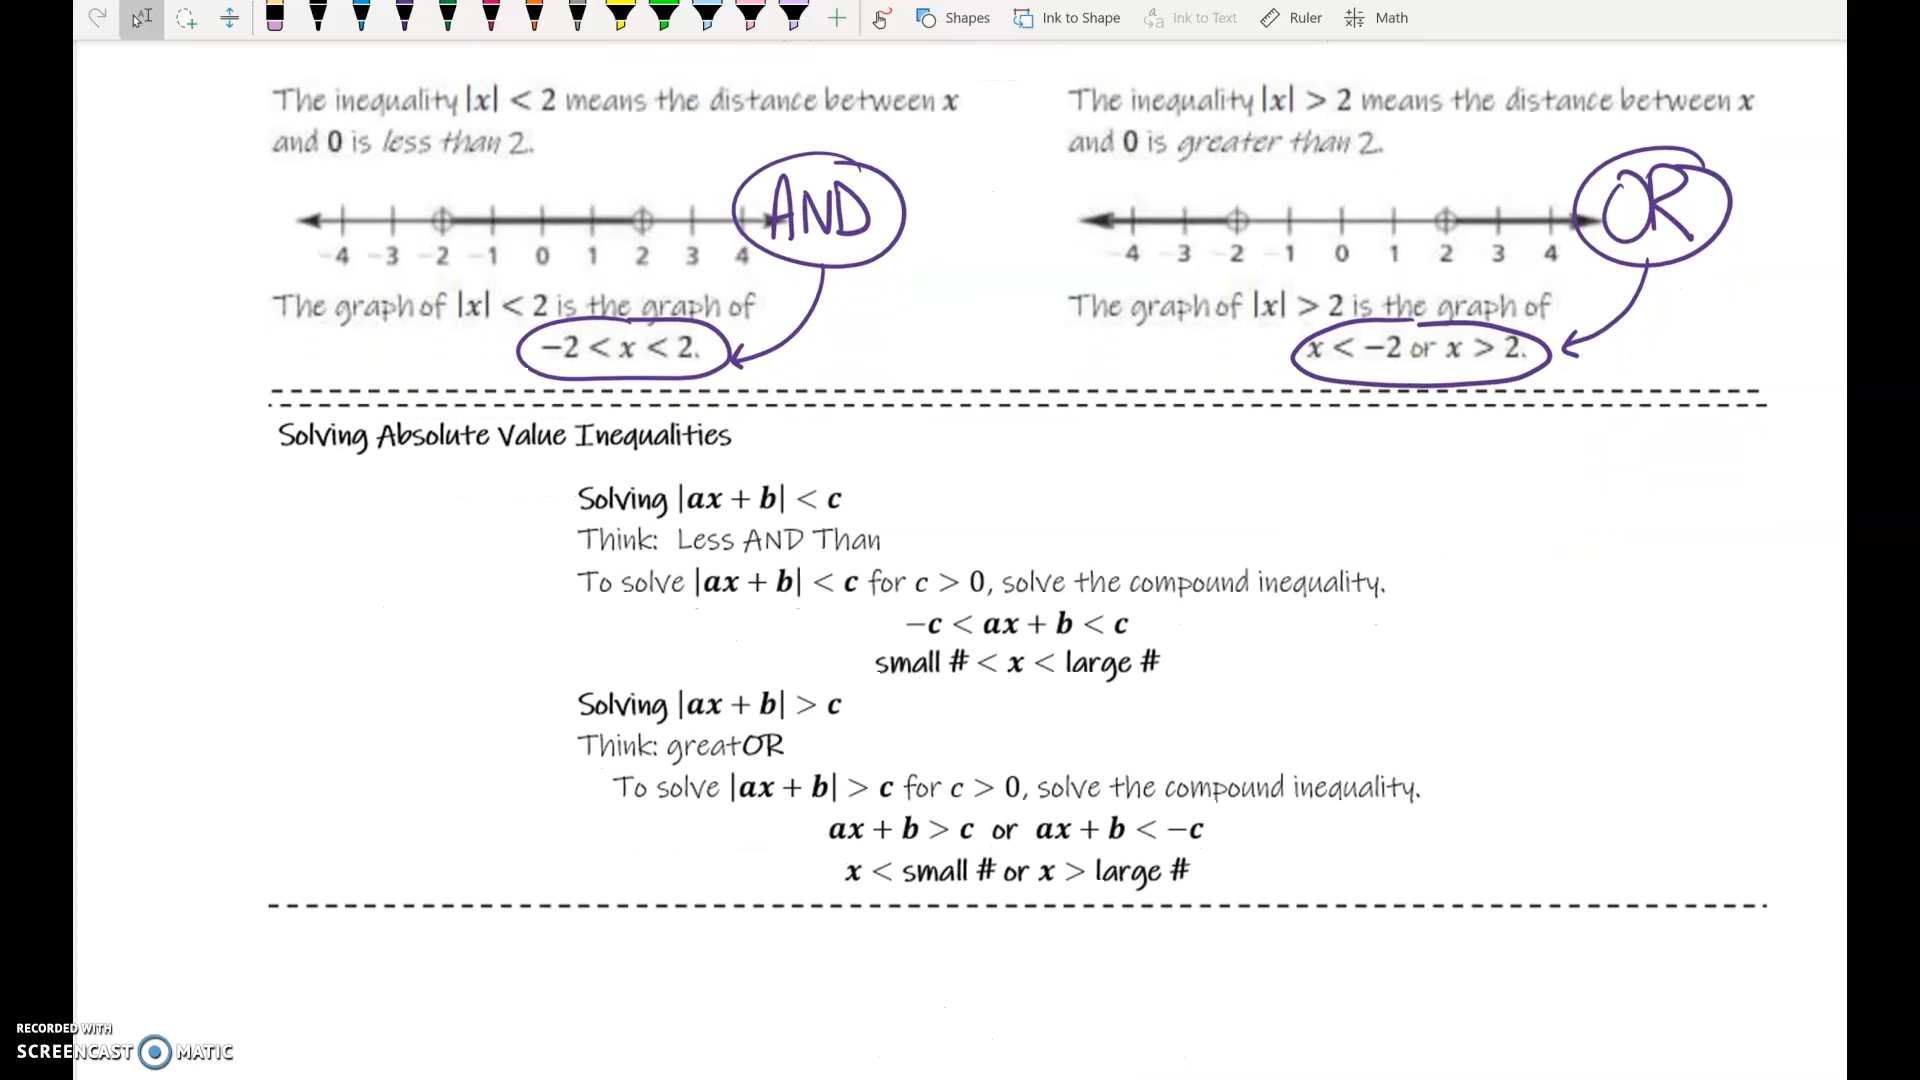 Shapes Ink to Shape Ink to Text Ruler Math
The inequality |x| < 2 means the distance between x
and 0 is less than 2.
AND
-4 -3 -2 -1 0 1 2 3 4
The graph of |x| < 2 is the graph of
−2 < x < 2.
The inequality |x| > 2 means the distance between x
and 0 is greater than 2.
OR
-4 -3 -2 -1 0 1 2 3 4
The graph of |x| > 2 is the graph of
x < −2 or x > 2.
Solving Absolute Value Inequalities
Solving |ax + b| < c
Think: Less AND Than
To solve |ax + b| < c for c > 0, solve the compound inequality.
−c < ax + b < c
small # < x < large #
Solving |ax + b| > c
Think: greatOR
To solve |ax + b| > c for c > 0, solve the compound inequality.
ax + b > c or ax + b < −c
x < small # or x > large #
RECORDED WITH
SCREENCAST MATIC